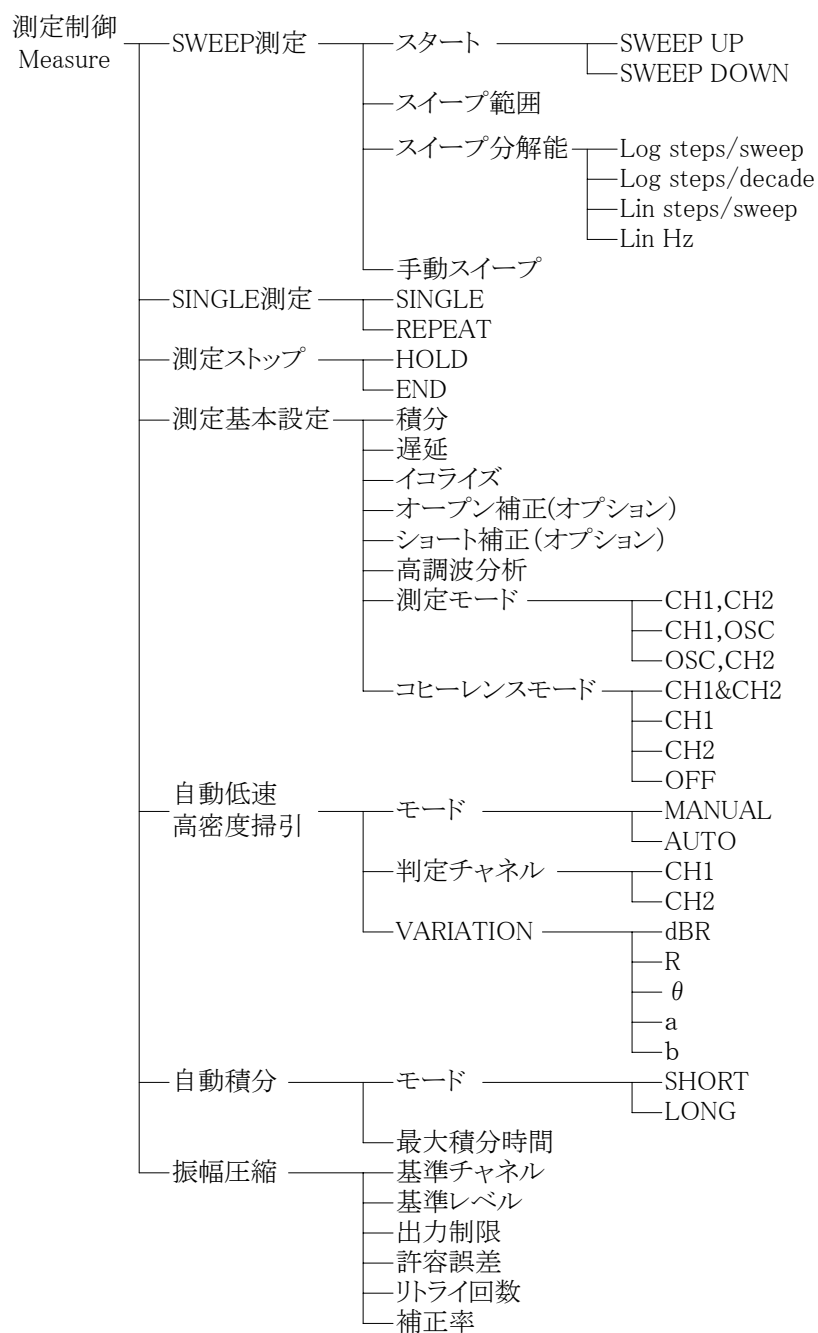 測定制御
Measure
SWEEP測定
スタート
SWEEP UP
SWEEP DOWN
スイープ範囲
スイープ分解能
Log steps/sweep
Log steps/decade
Lin steps/sweep
Lin Hz
手動スイープ
SINGLE測定
SINGLE
REPEAT
測定ストップ
HOLD
END
測定基本設定
積分
遅延
イコライズ
オープン補正(オプション)
ショート補正(オプション)
高調波分析
測定モード
CH1,CH2
CH1,OSC
OSC,CH2
コヒーレンスモード
CH1&CH2
CH1
CH2
OFF
自動低速
高密度掃引
モード
MANUAL
AUTO
判定チャネル
CH1
CH2
VARIATION
dBR
R
θ
a
b
自動積分
モード
SHORT
LONG
最大積分時間
振幅圧縮
基準チャネル
基準レベル
出力制限
許容誤差
リトライ回数
補正率